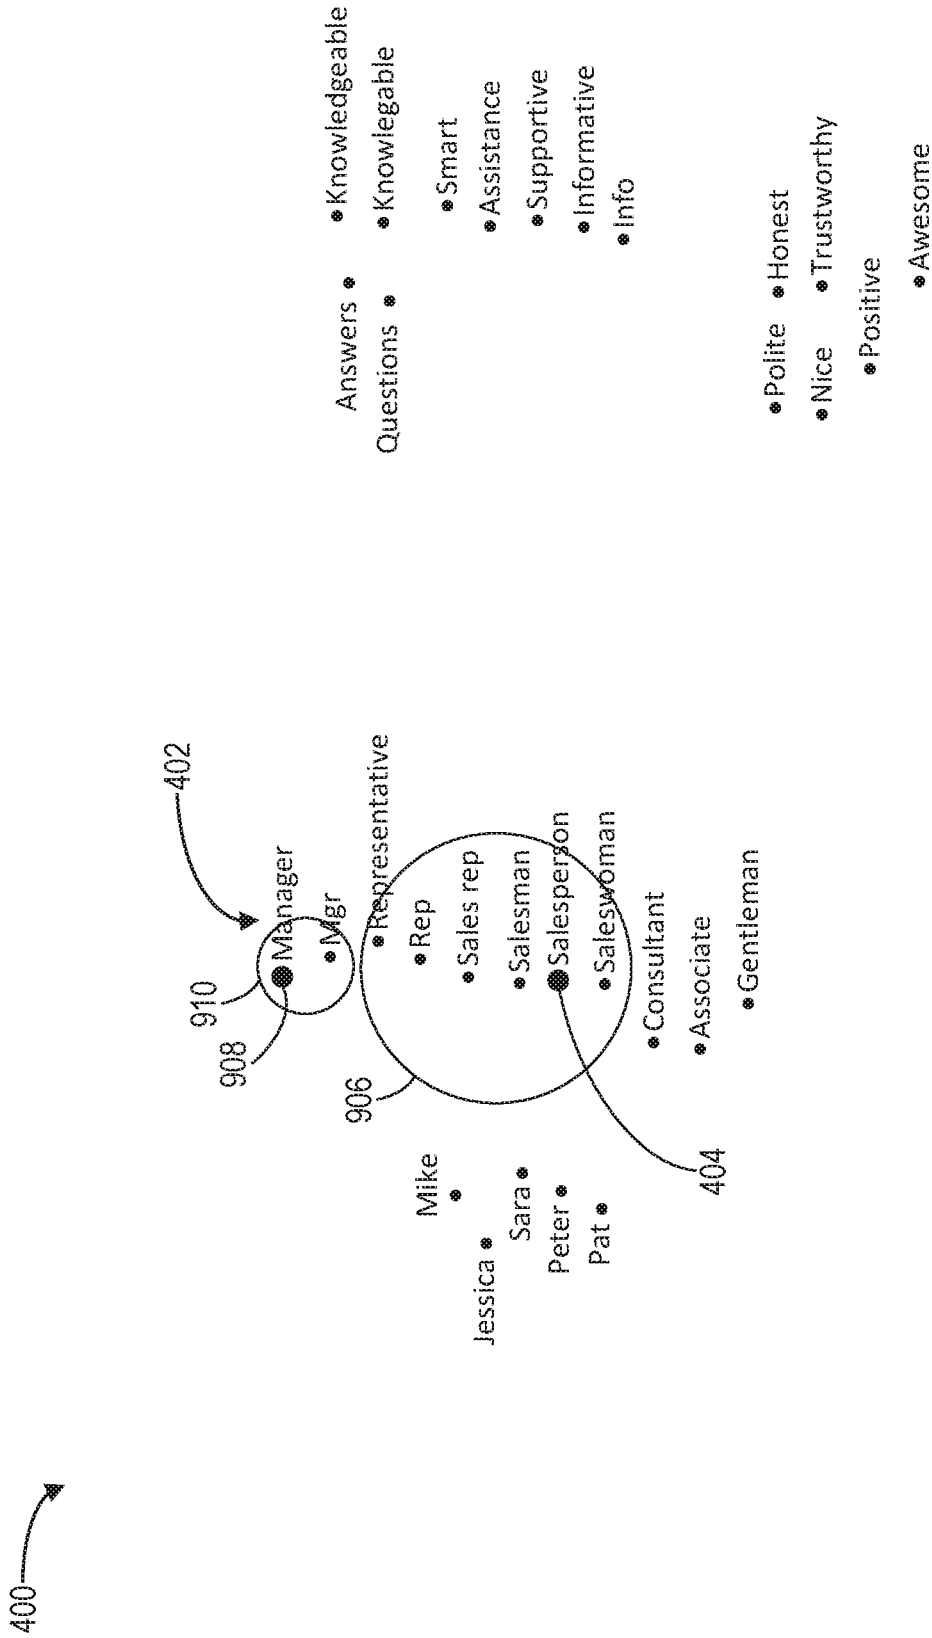 400
402
910
908
906
404
Manager
Mgr
Representative
Rep
Sales rep
Salesman
Salesperson
Saleswoman
Consultant
Associate
Gentleman
Mike
Jessica
Sara
Peter
Pat
Answers
Questions
Knowledgeable
Knowlegable
Smart
Assistance
Supportive
Informative
Info
Polite
Honest
Nice
Trustworthy
Positive
Awesome